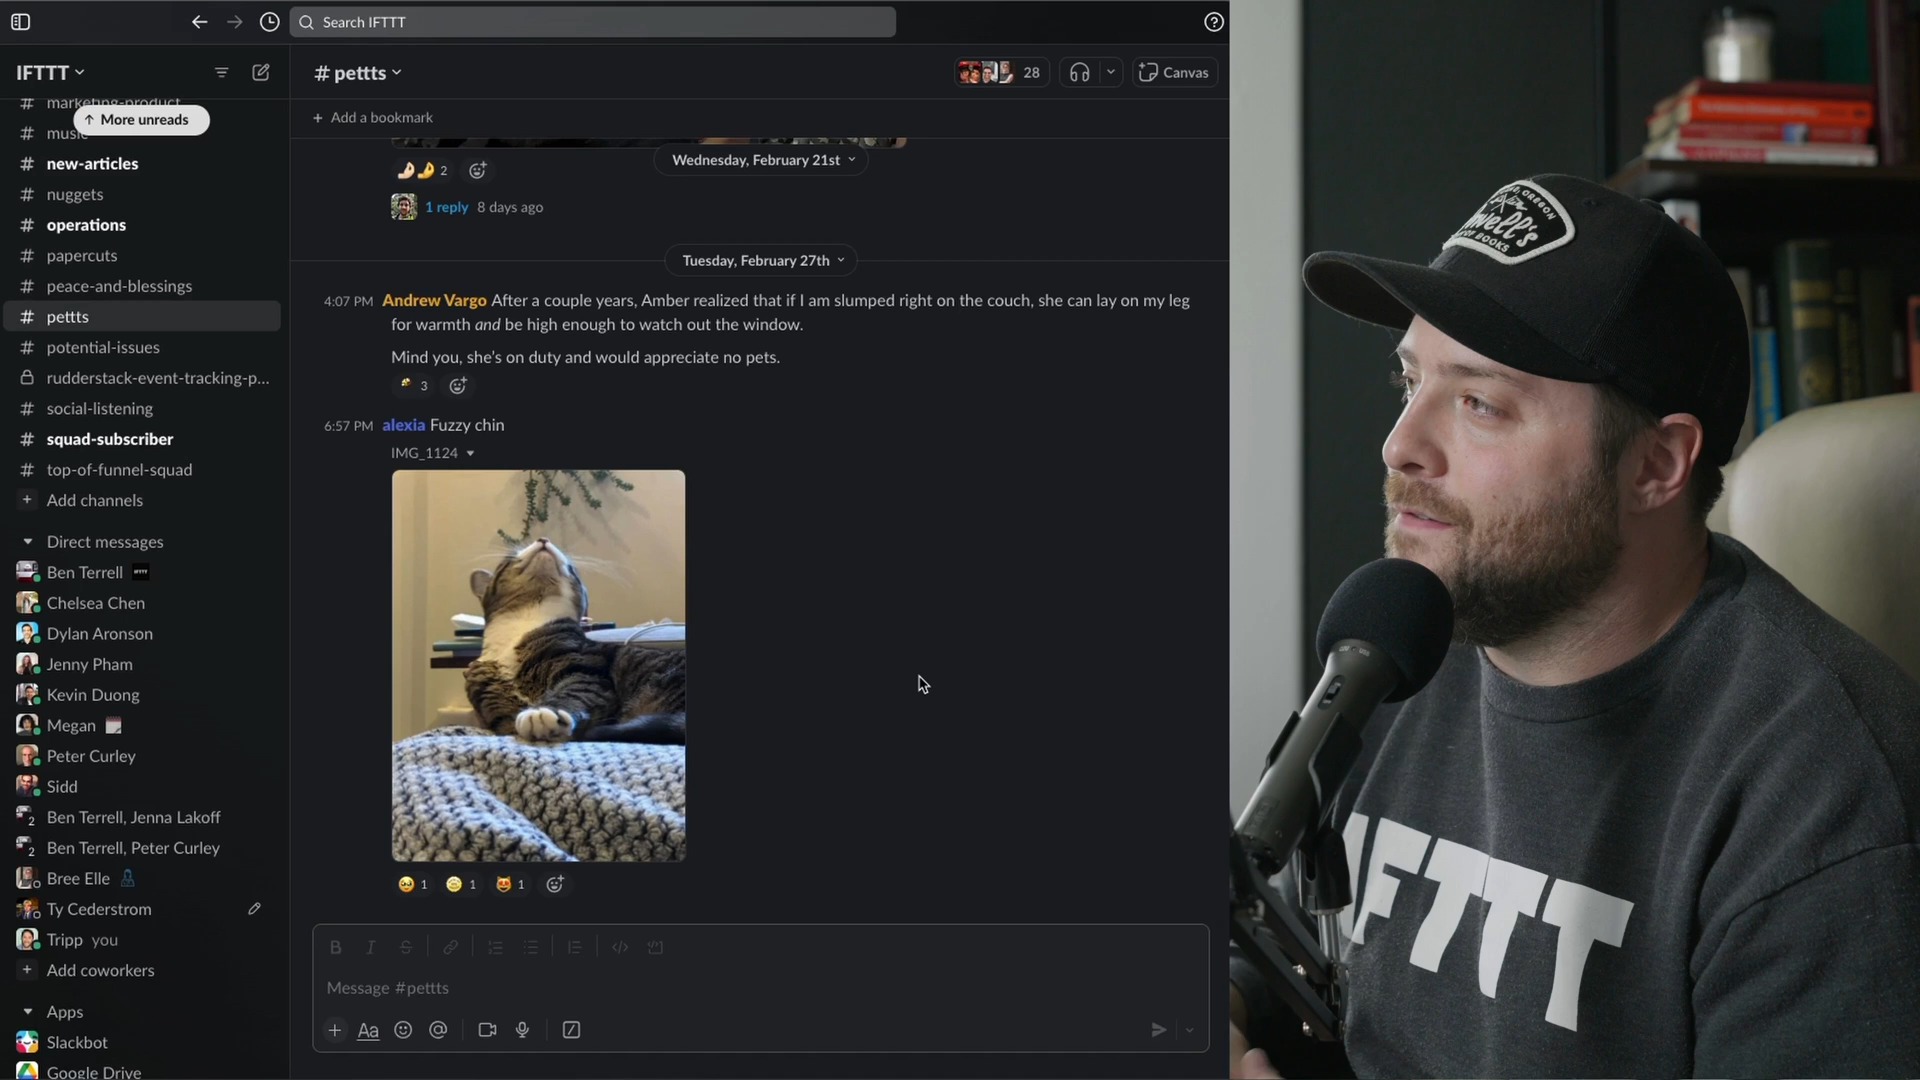 Search IFTTT
IFTTT
marketing-product
More unreads
music
# new-articles
# nuggets
# operations
# papercuts
# peace-and-blessings
# pettts
# potential-issues
rudderstack-event-tracking-p...
# social-listening
# squad-subscriber
# top-of-funnel-squad
+ Add channels
Direct messages
Ben Terrell
Chelsea Chen
Dylan Aronson
Jenny Pham
Kevin Duong
Megan
Peter Curley
Sidd
2 Ben Terrell, Jenna Lakoff
2 Ben Terrell, Peter Curley
Bree Elle
Ty Cederstrom
Tripp you
+ Add coworkers
Apps
Slackbot
Google Drive
# pettts
28
Canvas
+ Add a bookmark
Wednesday, February 21st
2
1 reply 8 days ago
Tuesday, February 27th
4:07 PM Andrew Vargo After a couple years, Amber realized that if I am slumped right on the couch, she can lay on my leg
for warmth and be high enough to watch out the window.
Mind you, she's on duty and would appreciate no pets.
3
6:57 PM alexia Fuzzy chin
IMG_1124
1 1 1
B I S
Message #pettts
+ Aa @
OREGON
Powell's
OF BOOKS
IFTTT